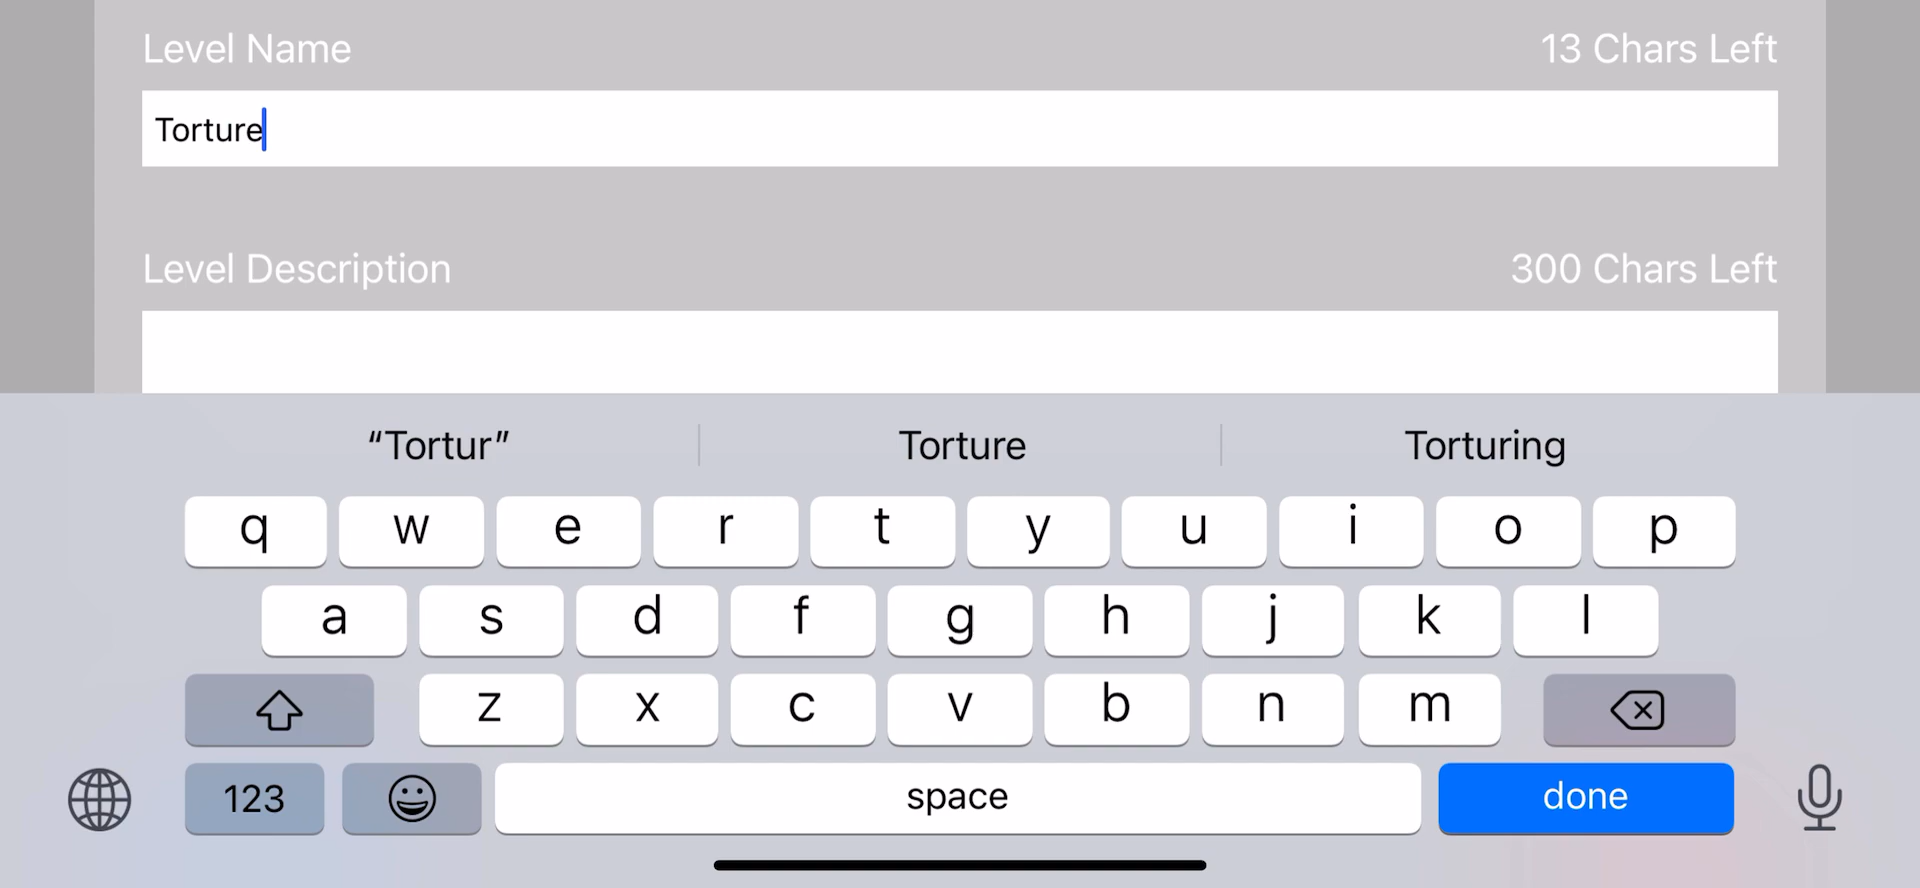 Level Name 13 Chars Left
Torture
Level Description 300 Chars Left
“Tortur” Torture Torturing
q w e r t y u i o p
a s d f g h j k l
z x c v b n m
123 space done